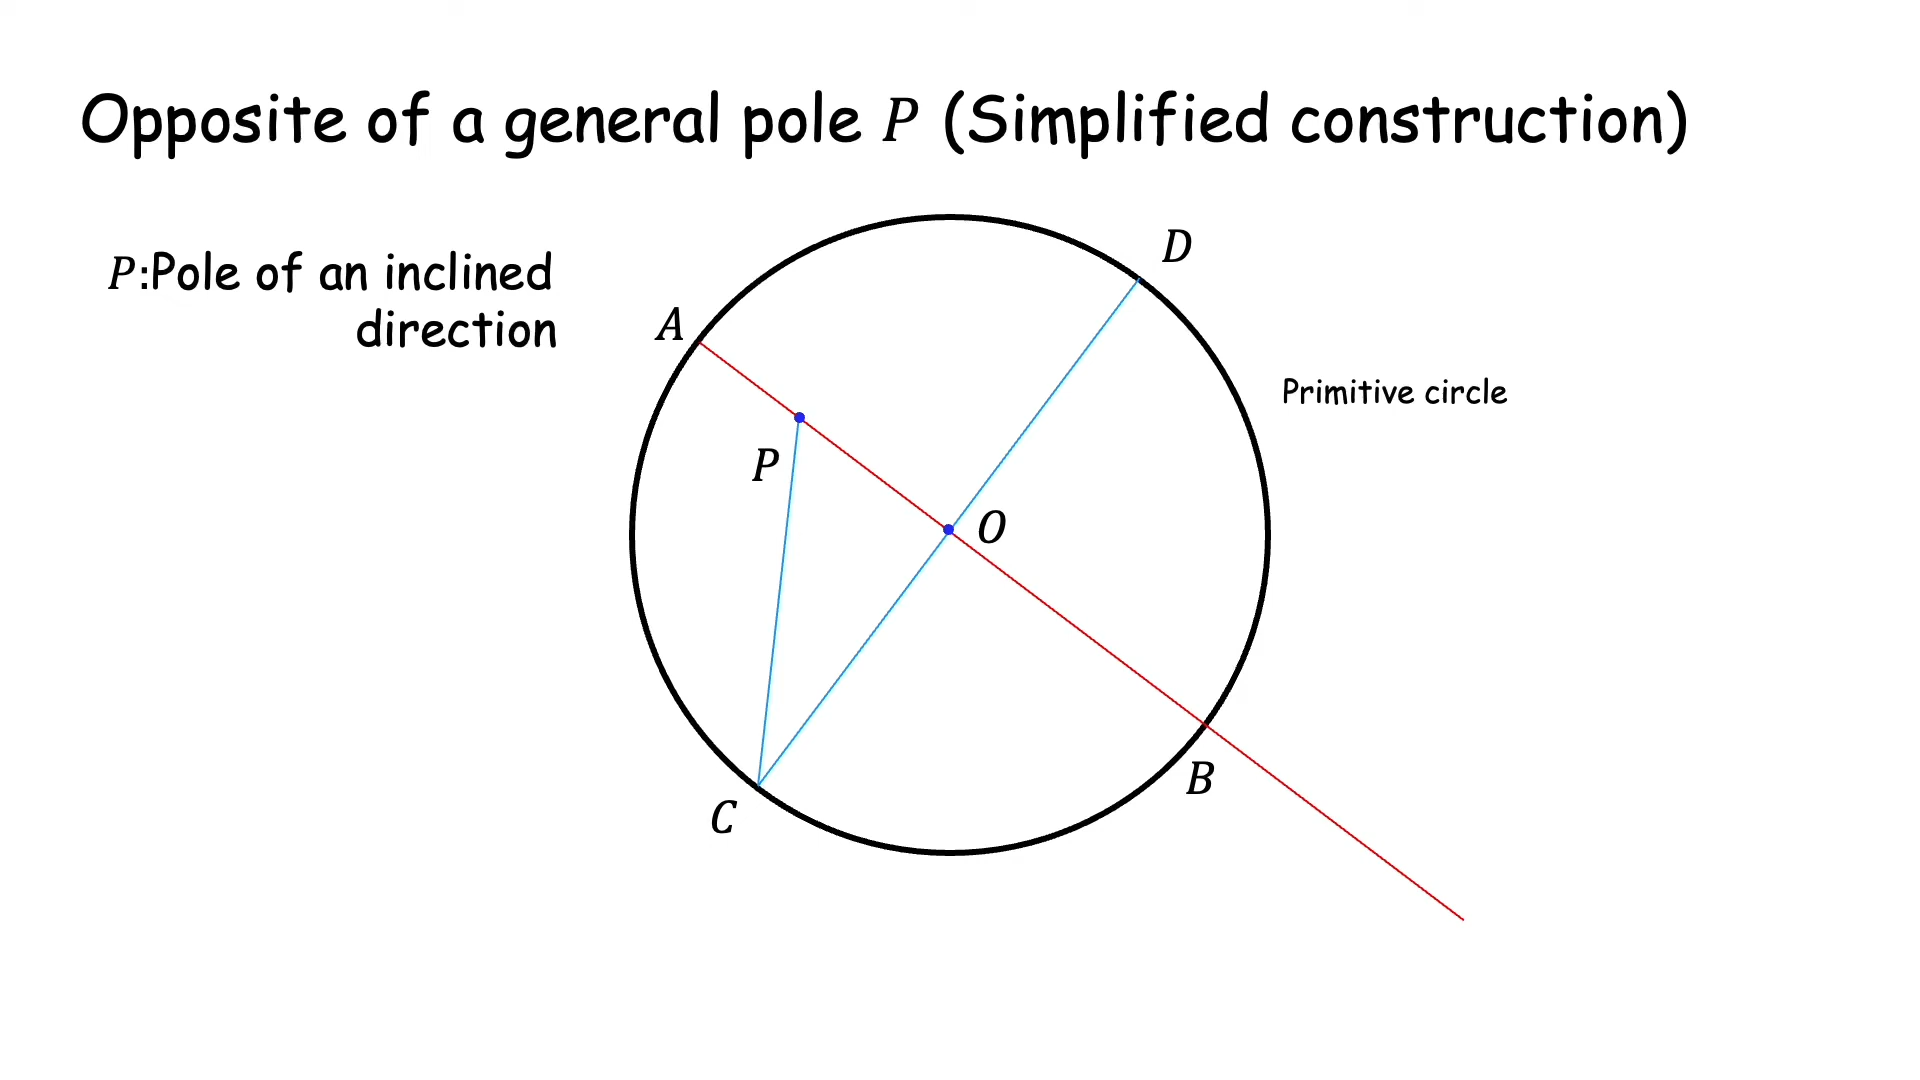 Opposite of a general pole P (Simplified construction)
P:Pole of an inclined
direction
D
A
Primitive circle
P
O
B
C